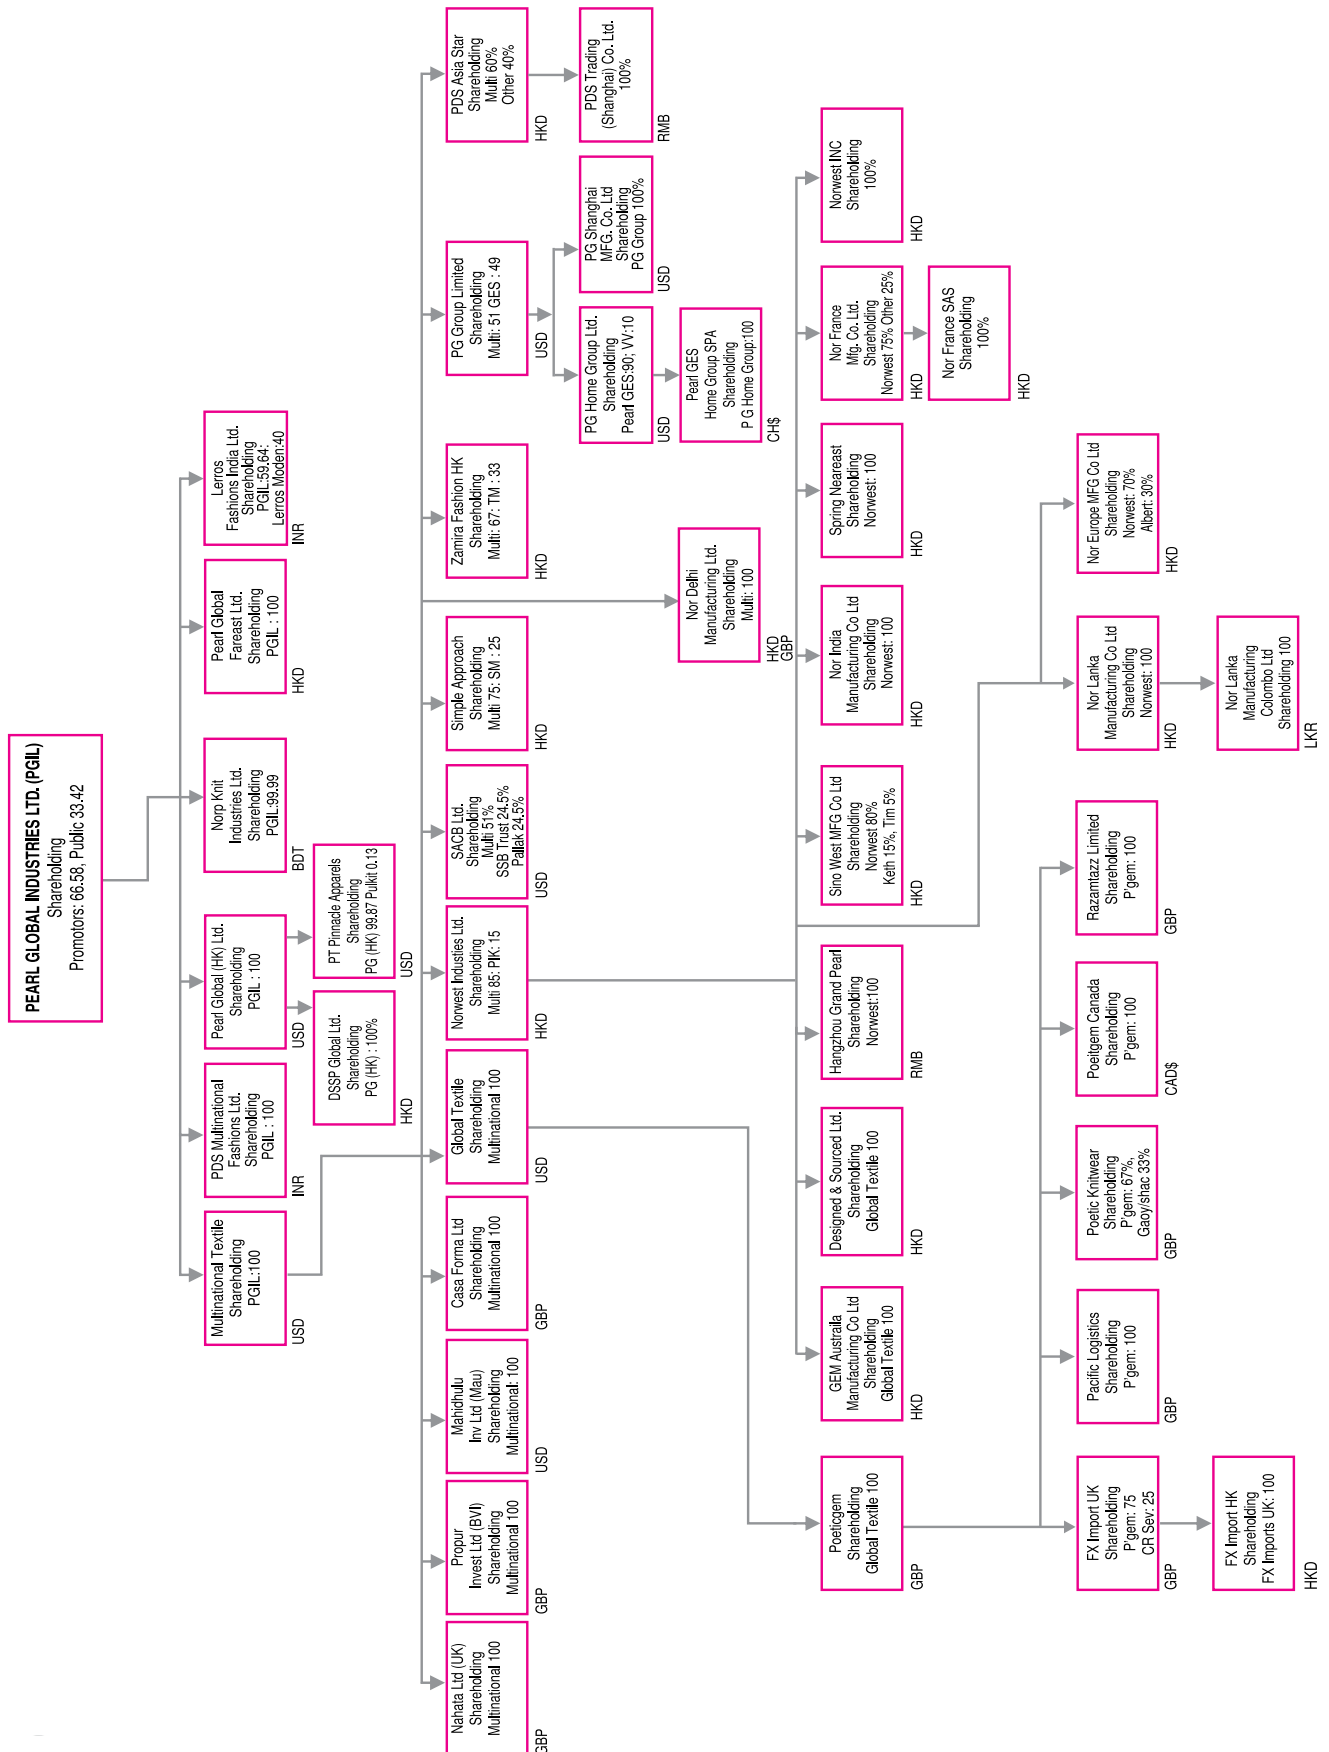 PEARL GLOBAL INDUSTRIES LTD. (PGIL)
Shareholding
Promotors: 66.58, Public 33.42
Multinational Textile
Shareholding
PGIL:100
USD
PDS Multinational
Fashions Ltd.
Shareholding
PGIL : 100
INR
Pearl Global (HK) Ltd.
Shareholding
PGIL : 100
USD
Norp Knit
Industries Ltd.
Shareholding
PGIL:99.99
BDT
Pearl Global
Fareast Ltd.
Shareholding
PGIL : 100
HKD
Lerros
Fashions India Ltd.
Shareholding
PGIL:59.64:
Lerros Moden:40
INR
DSSP Global Ltd.
Shareholding
PG (HK) : 100%
HKD
PT Pinnacle Apparels
Shareholding
PG (HK) 99.87 Pulkit 0.13
USD
Nahata Ltd (UK)
Shareholding
Multinational 100
GBP
Propur
Invest Ltd (BVI)
Shareholding
Multinational 100
GBP
Mahidhulu
Inv Ltd (Mau)
Shareholding
Multinational: 100
USD
Casa Forma Ltd
Shareholding
Multinational 100
GBP
Global Textile
Shareholding
Multinational 100
USD
Norwest Industies Ltd.
Shareholding
Multi 85: PIK: 15
HKD
SACB Ltd.
Shareholding
Multi 51%
SSB Trust 24.5%
Pallak 24.5%
USD
Simple Approach
Shareholding
Multi 75: SM : 25
HKD
Zamira Fashion HK
Shareholding
Multi: 67: TM : 33
HKD
PG Group Limited
Shareholding
Multi: 51 GES : 49
USD
PDS Asia Star
Shareholding
Multi 60%
Other 40%
HKD
PG Home Group Ltd.
Shareholding
Pearl GES:90; VV:10
USD
PG Shanghai
MFG. Co. Ltd
Shareholding
PG Group 100%
USD
PDS Trading
(Shanghai) Co. Ltd.
100%
RMB
Nor Delhi
Manufacturing Ltd.
Shareholding
Multi: 100
HKD
GBP
Pearl GES
Home Group SPA
Shareholding
P G Home Group:100
CH$
Poeticgem
Shareholding
Global Textile 100
GBP
GEM Austraila
Manufacturing Co Ltd
Shareholding
Global Textile 100
HKD
Designed & Sourced Ltd.
Shareholding
Global Textile 100
HKD
Hangzhou Grand Pearl
Shareholding
Norwest:100
RMB
Sino West MFG Co Ltd
Shareholding
Norwest 80%
Keth 15%, Tim 5%
HKD
Nor India
Manufacturing Co Ltd
Shareholding
Norwest: 100
HKD
Spring Neareast
Shareholding
Norwest: 100
HKD
Nor France
Mfg. Co. Ltd.
Shareholding
Norwest 75% Other 25%
HKD
Norwest INC
Shareholding
100%
HKD
Nor France SAS
Shareholding
100%
HKD
FX Import UK
Shareholding
P'gem: 75
CR Sev: 25
GBP
Pacific Logistics
Shareholding
P'gem: 100
GBP
Poetic Knitwear
Shareholding
P'gem: 67%,
Gaoy/shac 33%
GBP
Poeitgem Canada
Shareholding
P'gem: 100
CAD$
Razamtazz Limited
Shareholding
P'gem: 100
GBP
Nor Lanka
Manufacturing Co Ltd
Shareholding
Norwest: 100
HKD
Nor Europe MFG Co Ltd
Shareholding
Norwest: 70%
Albert: 30%
HKD
FX Import HK
Shareholding
FX Imports UK: 100
HKD
Nor Lanka
Manufacturing
Colombo Ltd
Shareholding 100
LKR